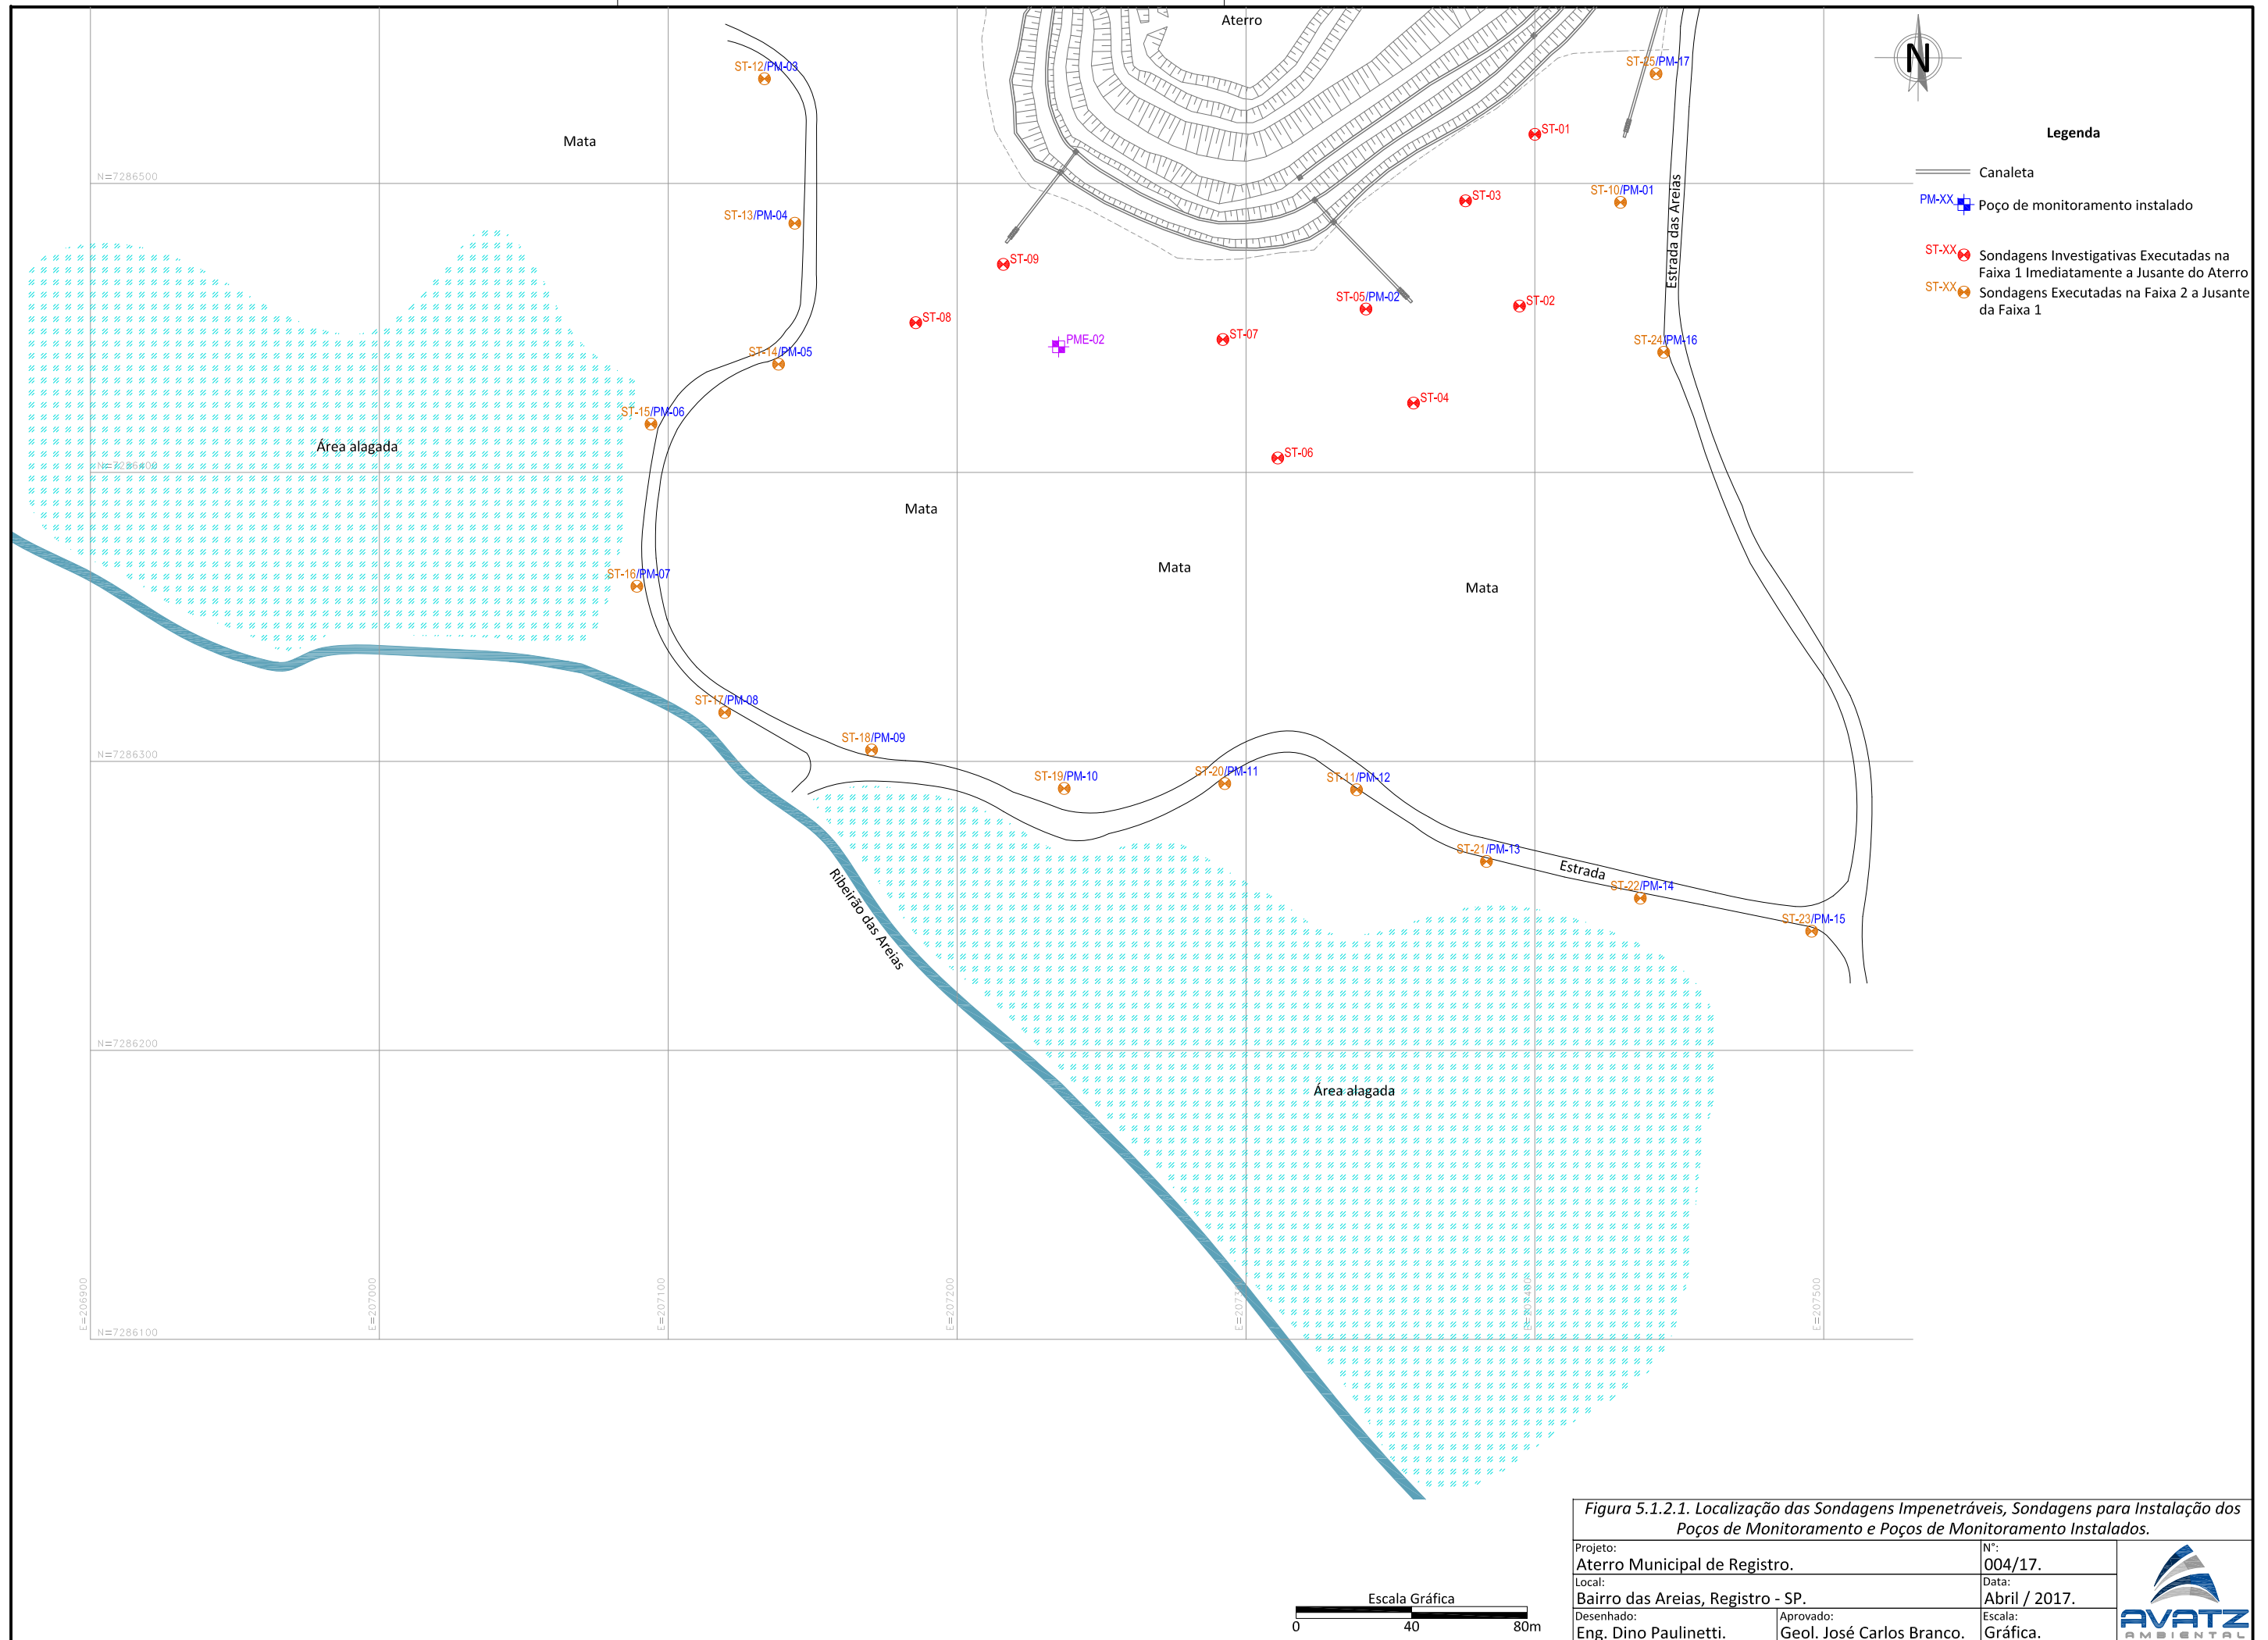 Aterro
N
ST-12/PM-03
ST-25/PM-17
Mata
ST-01
Legenda
Canaleta
N=7286500
ST-10/PM-01
ST-03
PM-XX
Poço de monitoramento instalado
ST-13/PM-04
Estrada das Areias
ST-XX
Sondagens Investigativas Executadas na
Faixa 1 Imediatamente a Jusante do Aterro
ST-XX
Sondagens Executadas na Faixa 2 a Jusante
da Faixa 1
ST-09
ST-05/PM-02
ST-02
ST-08
ST-07
PME-02
ST-24/PM-16
ST-14/PM-05
ST-04
ST-15/PM-06
Área alagada
ST-06
N=7286400
Mata
Mata
ST-16/PM-07
Mata
ST-17/PM-08
ST-18/PM-09
N=7286300
ST-19/PM-10
ST-20/PM-11
ST-11/PM-12
ST-21/PM-13
Estrada
ST-22/PM-14
ST-23/PM-15
Ribeirão das Areias
N=7286200
Área alagada
E=206900
E=207000
E=207100
E=207200
E=207400
E=207500
N=7286100
Figura 5.1.2.1. Localização das Sondagens Impenetráveis, Sondagens para Instalação dos
Poços de Monitoramento e Poços de Monitoramento Instalados.
Projeto:
Aterro Municipal de Registro.
N°:
004/17.
Local:
Bairro das Areias, Registro - SP.
Data:
Abril / 2017.
Desenhado:
Eng. Dino Paulinetti.
Aprovado:
Geol. José Carlos Branco.
Escala:
Gráfica.
AVATZ
AMBIENTAL
Escala Gráfica
0 40 80m